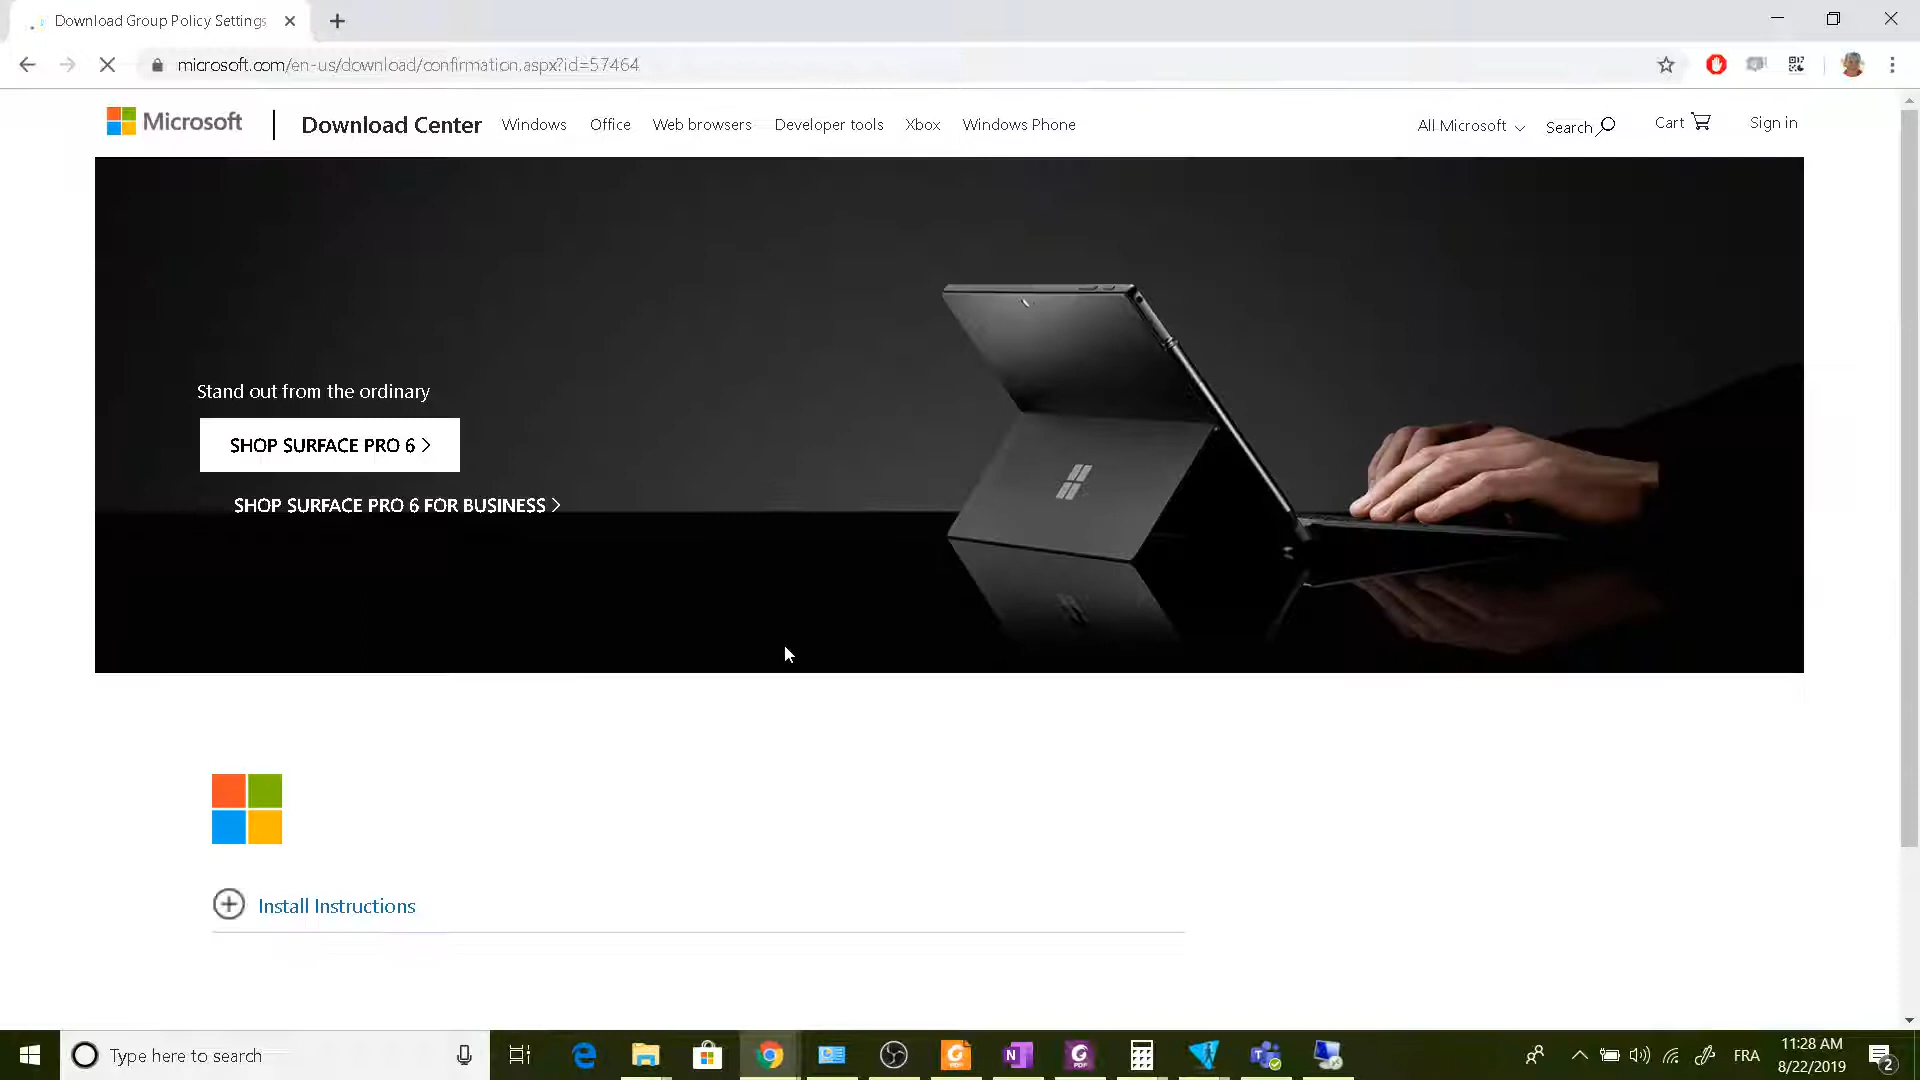 Download Group Policy Settings
microsoft.com/en-us/download/confirmation.aspx?id=57464
Microsoft Download Center Windows Office Web browsers Developer tools Xbox Windows Phone All Microsoft Search Cart Sign in
Stand out from the ordinary
SHOP SURFACE PRO 6
SHOP SURFACE PRO 6 FOR BUSINESS
Install Instructions
Type here to search
FRA
11:28 AM
8/22/2019
2